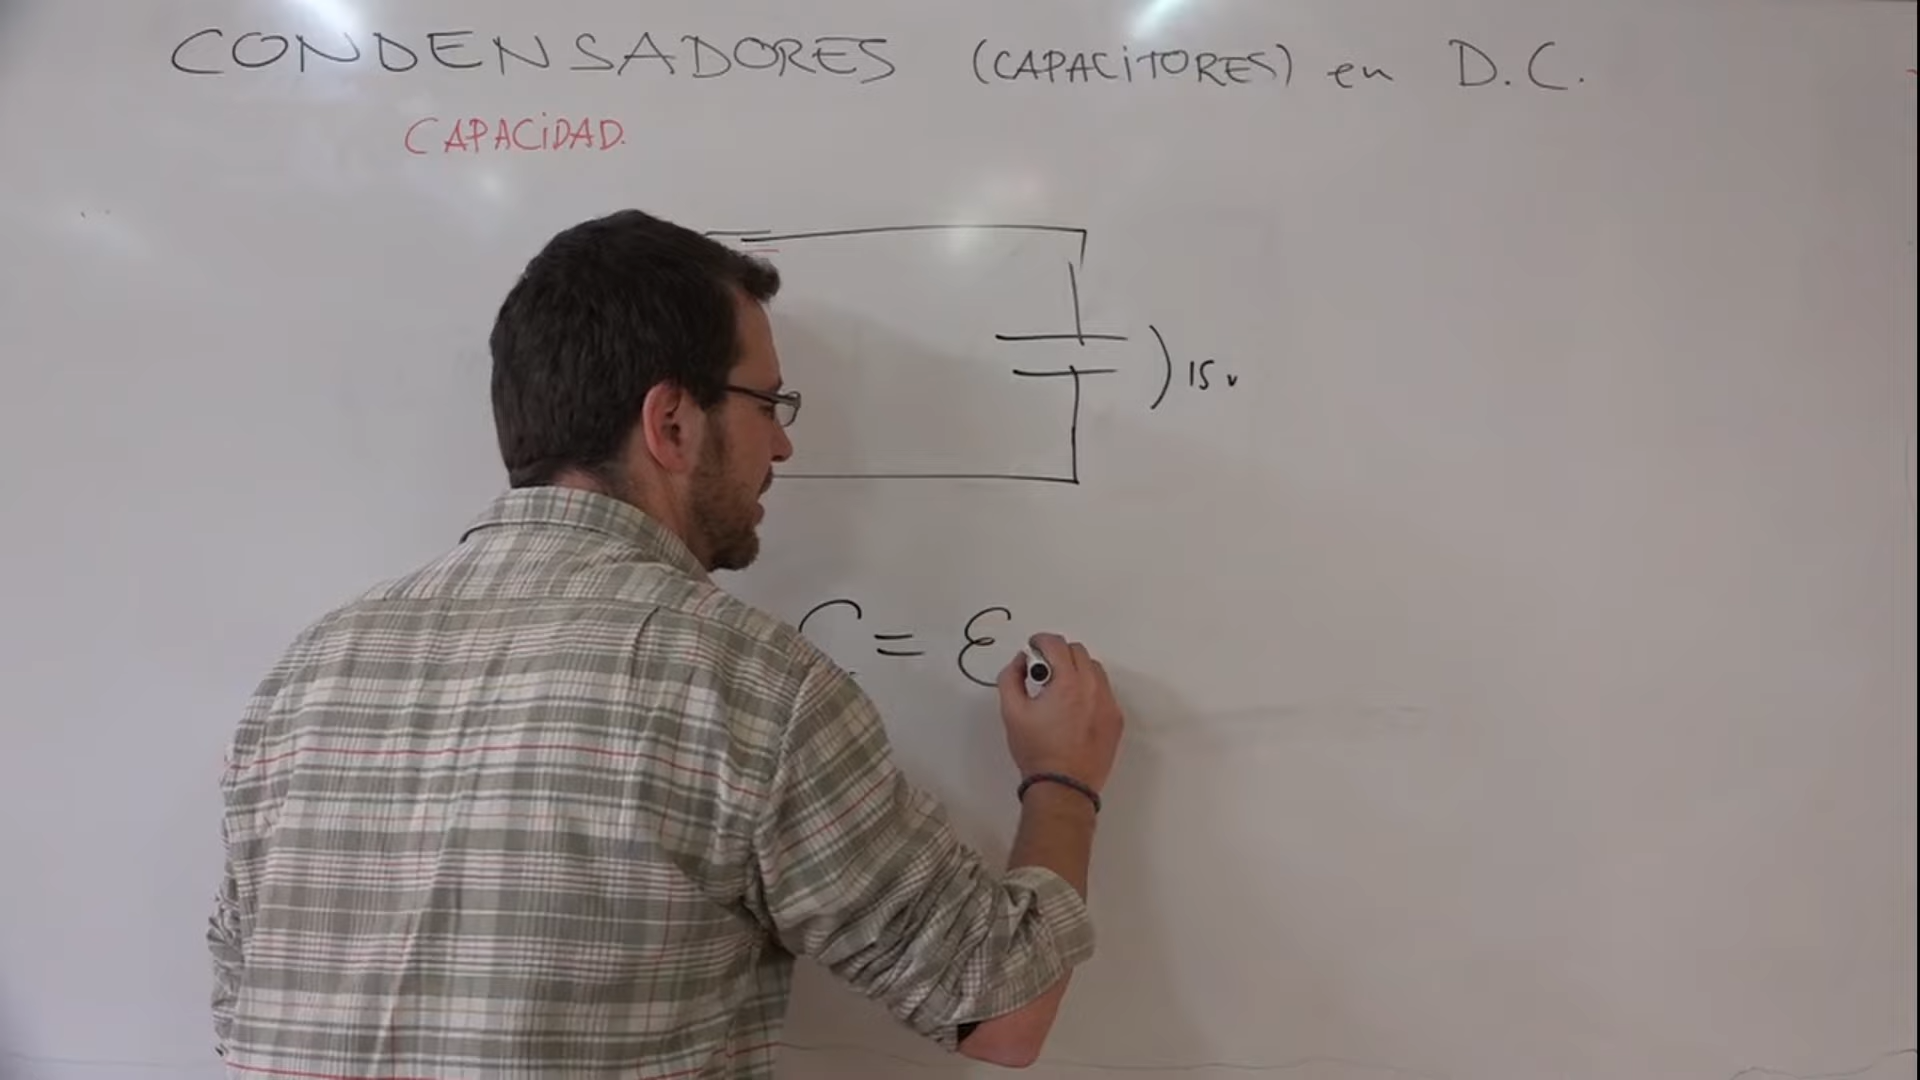 CONDENSADORES (CAPACiTORES) en D.C.
CAPACiDAD.
15 v
C = ε